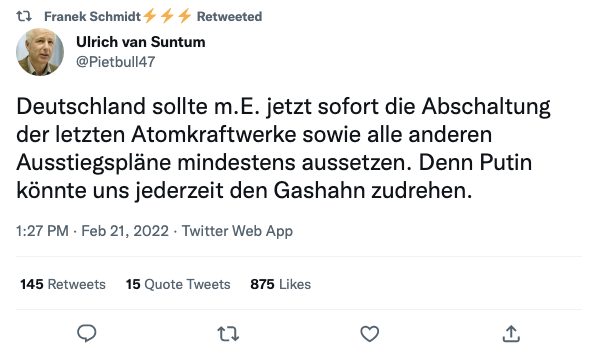 Franek Schmidt⚡⚡⚡ Retweeted
Ulrich van Suntum
@Pietbull47
Deutschland sollte m.E. jetzt sofort die Abschaltung
der letzten Atomkraftwerke sowie alle anderen
Ausstiegspläne mindestens aussetzen. Denn Putin
könnte uns jederzeit den Gashahn zudrehen.
1:27 PM · Feb 21, 2022 · Twitter Web App
145 Retweets 15 Quote Tweets 875 Likes